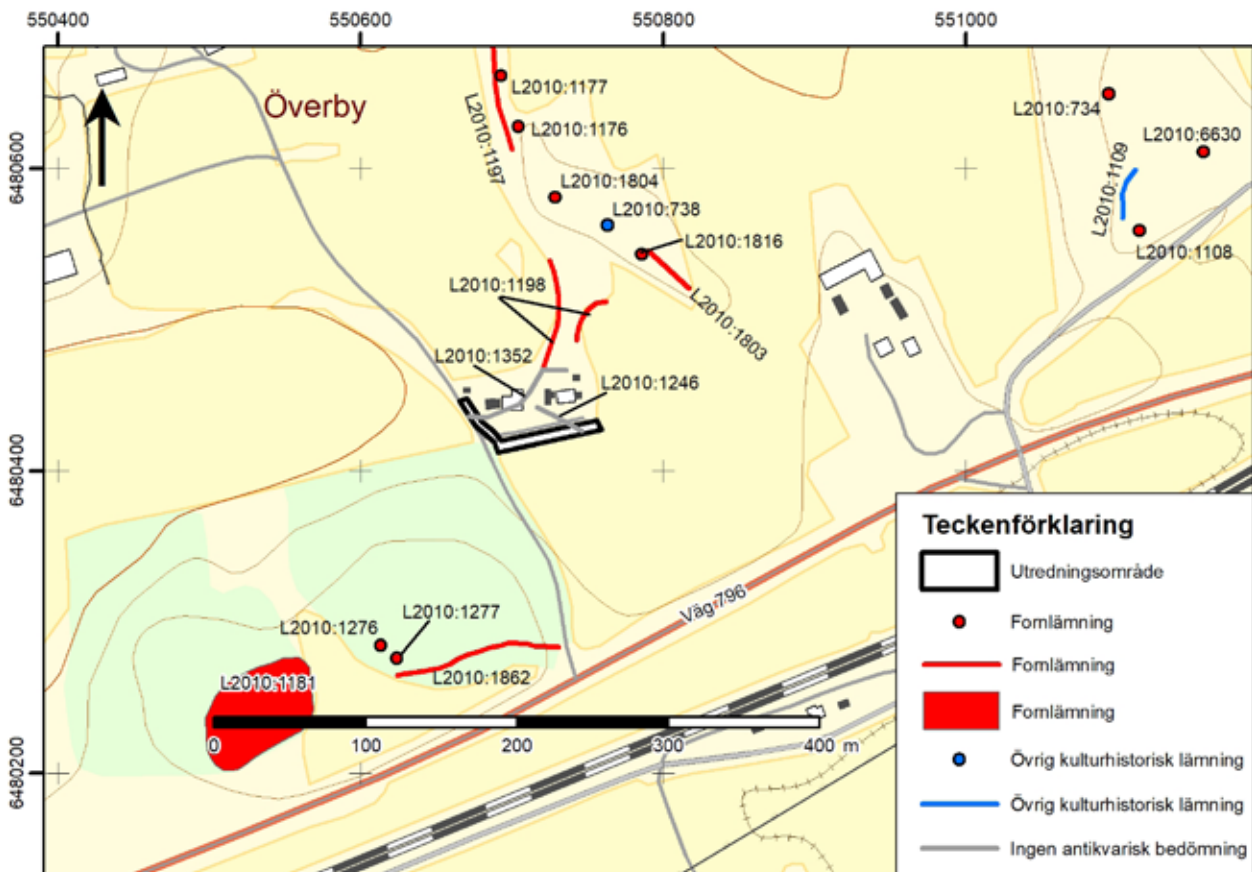 550400 550600 550800 551000
Överby
L2010:1177
L2010:1176
L2010:1197
L2010:734
L2010:6630
6480600
L2010:1804
L2010:738
L2010:1109
L2010:1816
L2010:1108
L2010:1198
L2010:1803
L2010:1352
L2010:1246
6480400
Väg 796
L2010:1277
L2010:1276
L2010:1862
L2010:1181
0 100 200 300 400 m
6480200
Teckenförklaring
Utredningsområde
Fornlämning
Fornlämning
Fornlämning
Övrig kulturhistorisk lämning
Övrig kulturhistorisk lämning
Ingen antikvarisk bedömning